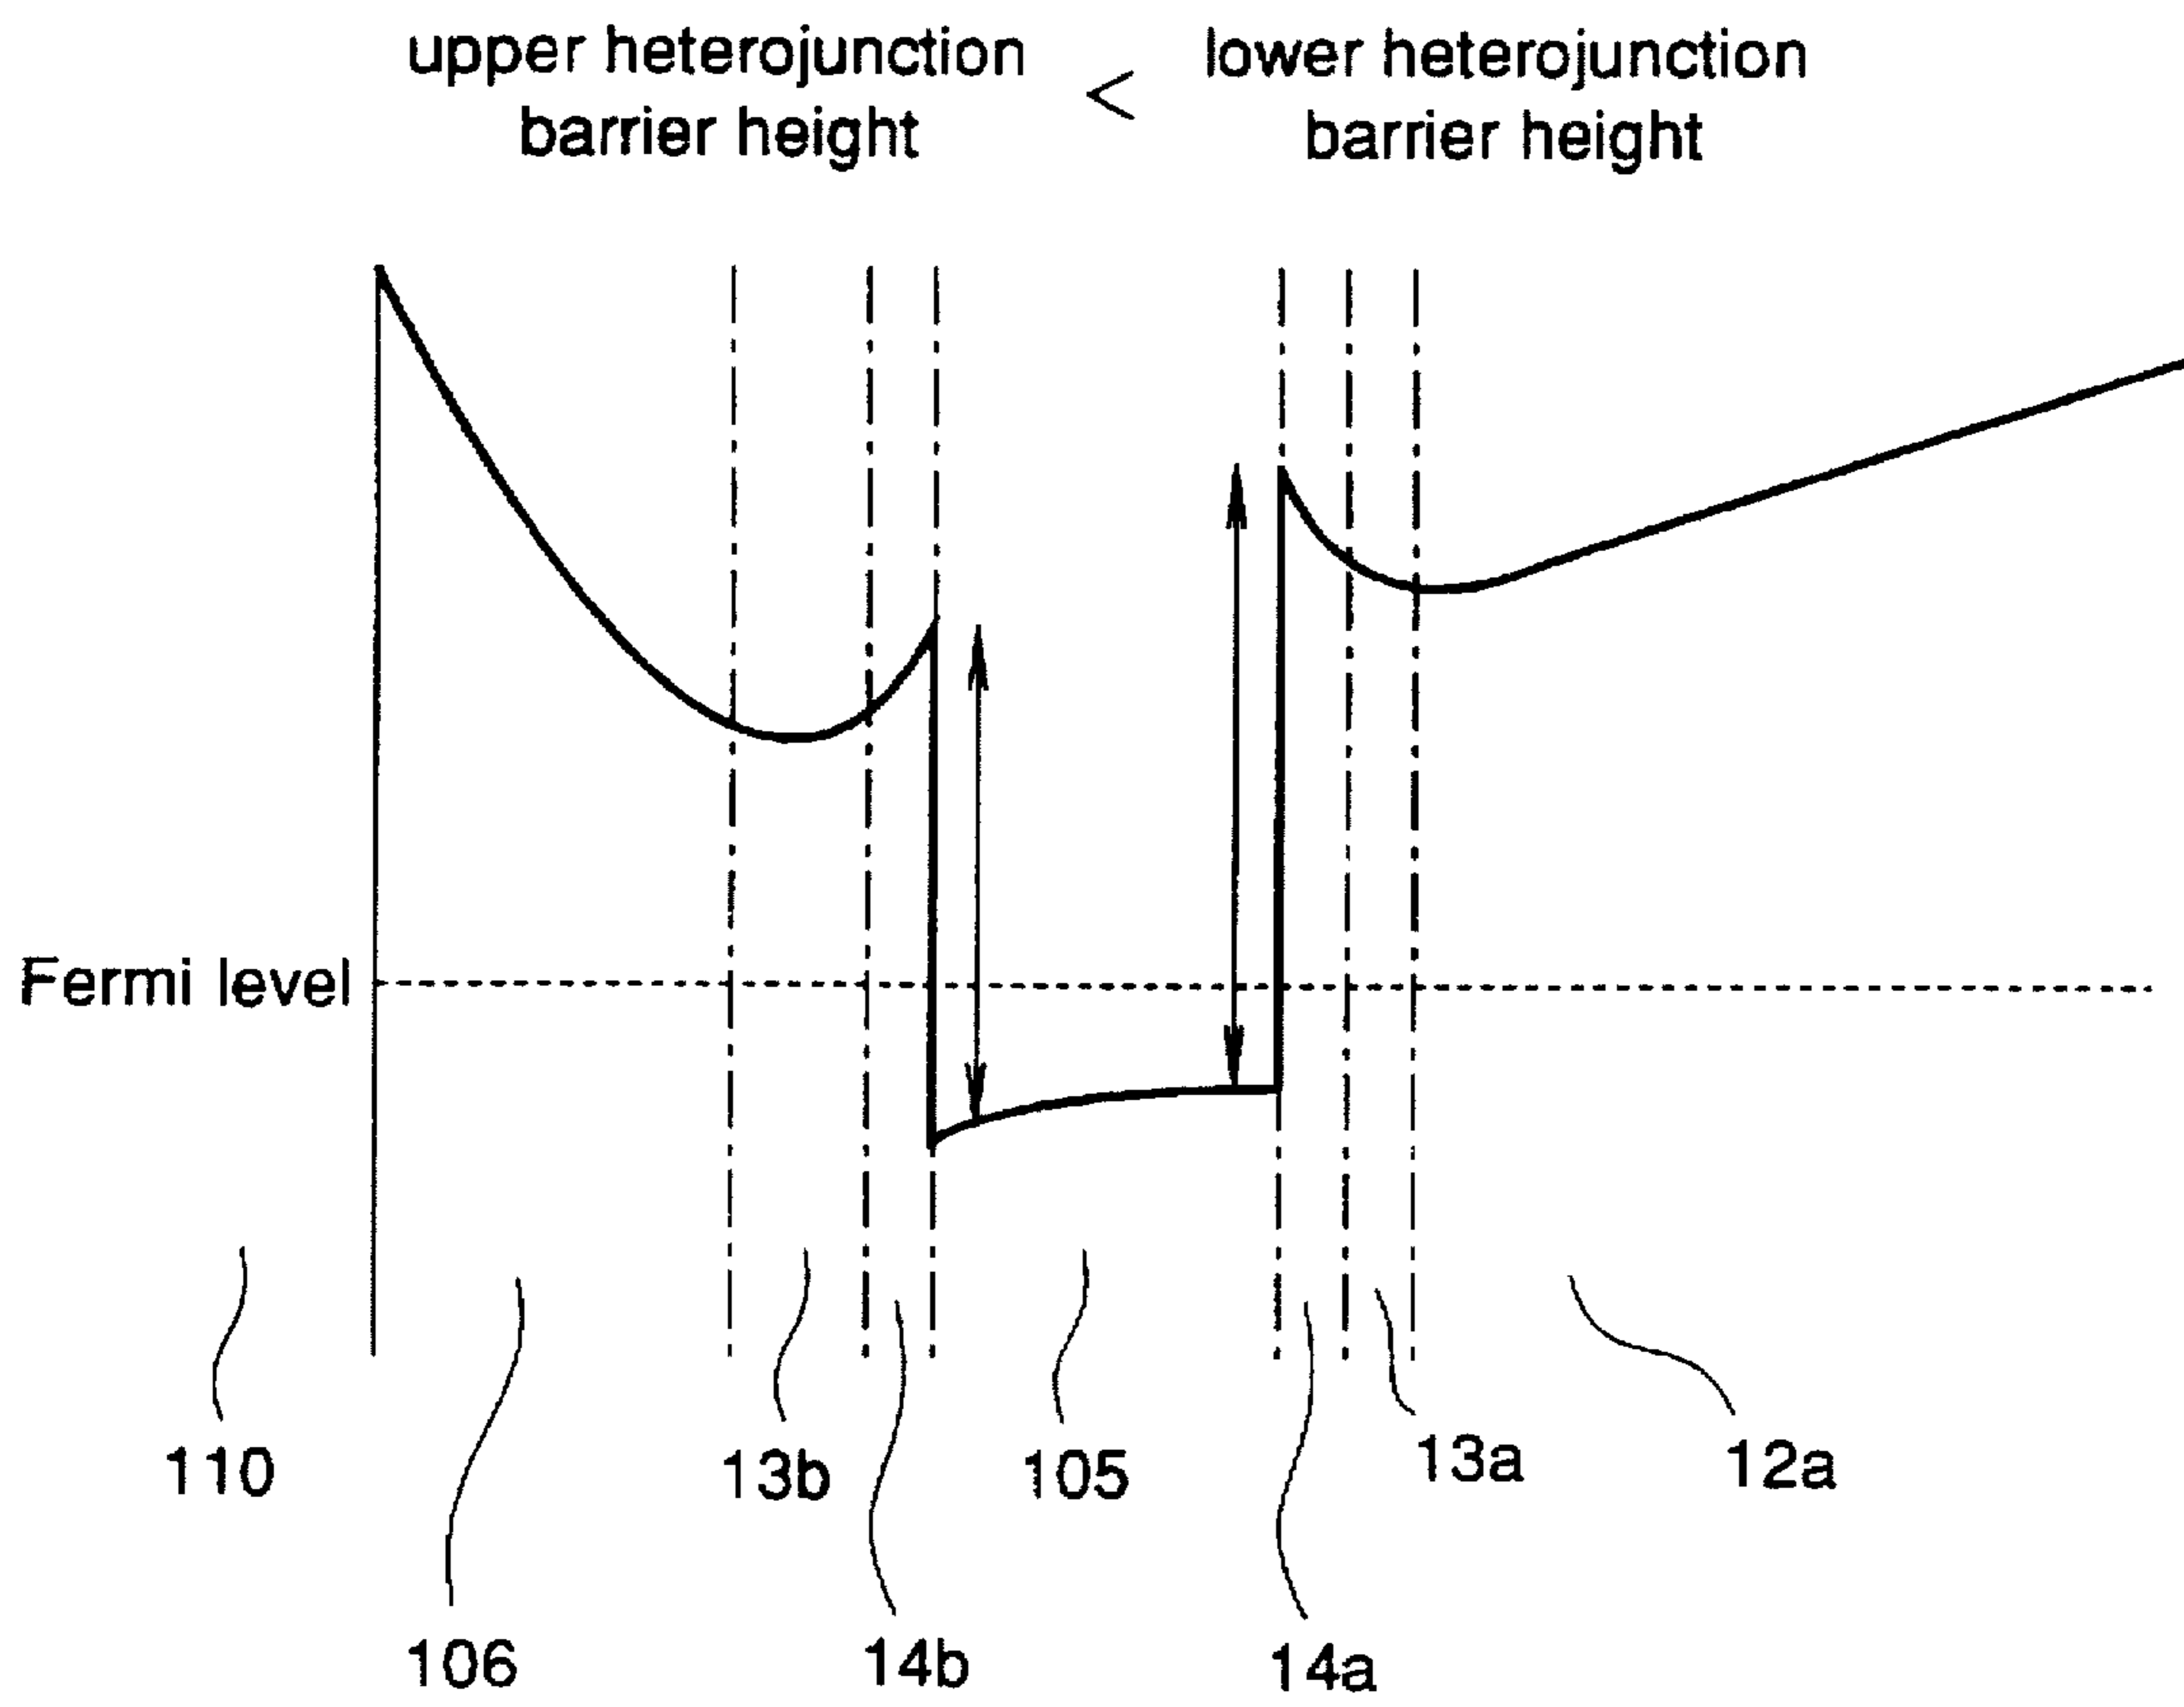 upper heterojunction
barrier height
<
lower heterojunction
barrier height
Fermi level
110
13b
105
13a
12a
106
14b
14a